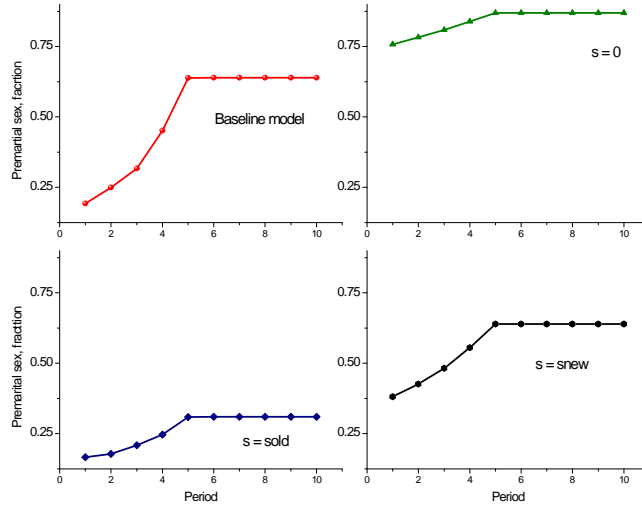 Premartial sex, facrtion
0.75
0.50
0.25
0 2 4 6 8 10
Baseline model
0.75
0.50
0.25
0 2 4 6 8 10
s = 0
Premarital sex, fracttion
0.75
0.50
0.25
0 2 4 6 8 10
Period
s = sold
0.75
0.50
0.25
0 2 4 6 8 10
Period
s = snew